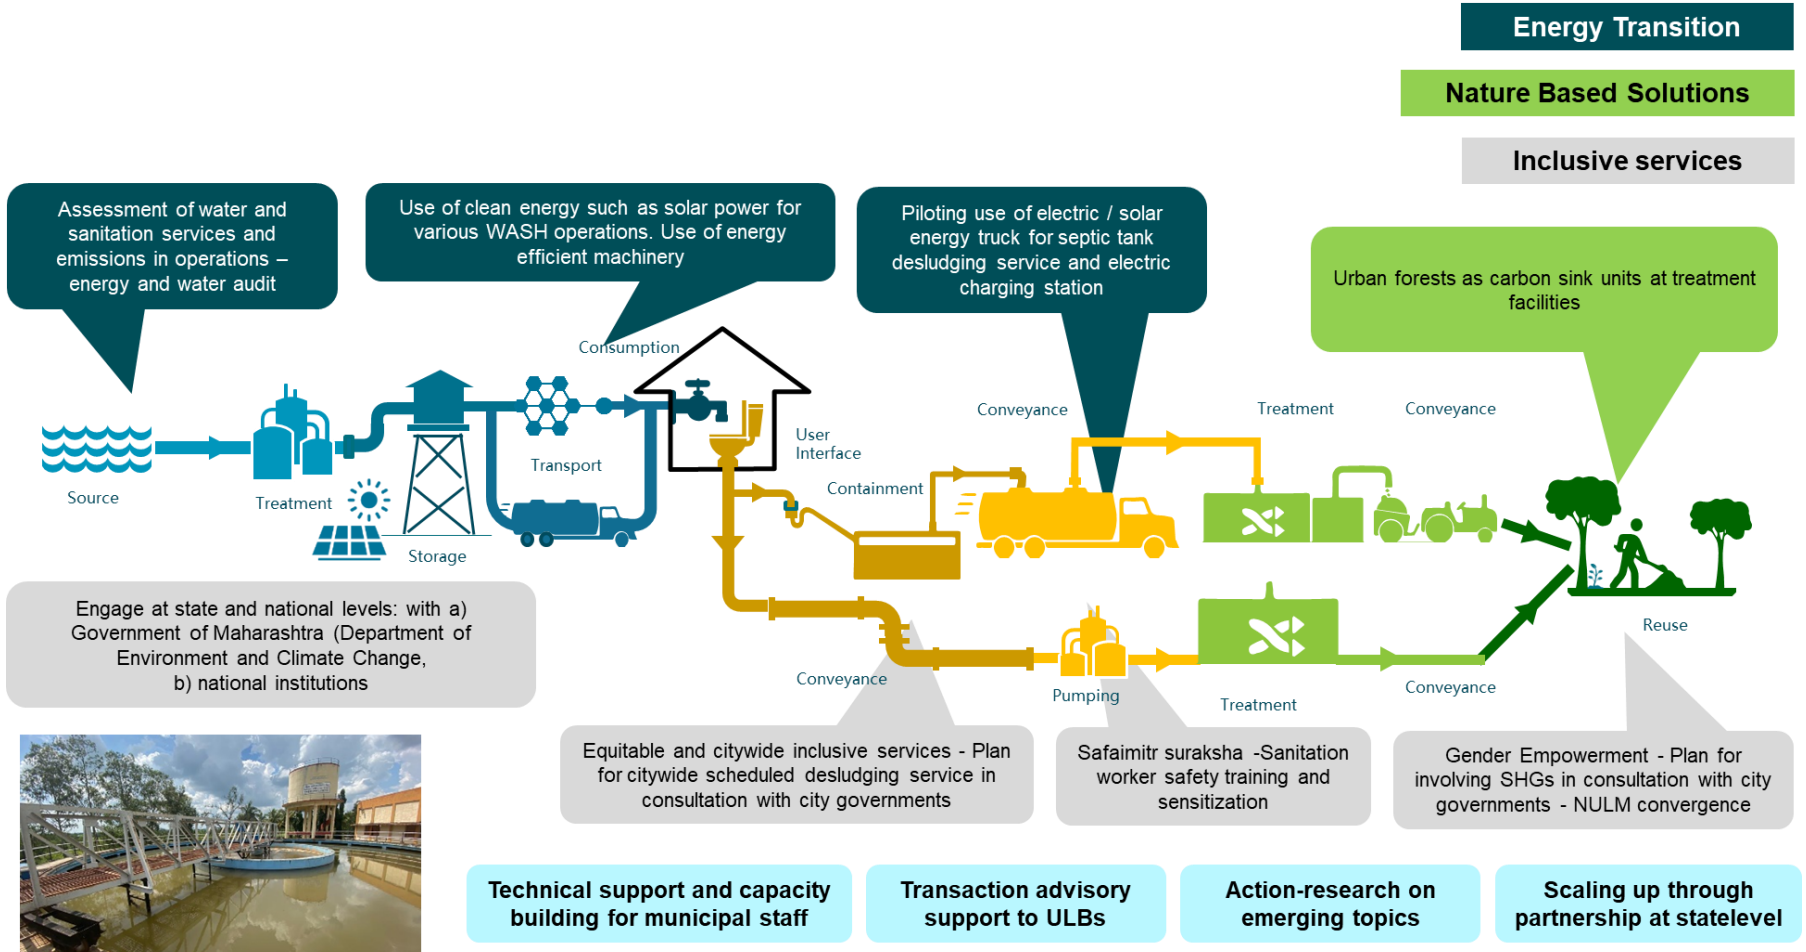 Energy Transition
Nature Based Solutions
Inclusive services
Assessment of water and
sanitation services and
emissions in operations –
energy and water audit
Use of clean energy such as solar power for
various WASH operations. Use of energy
efficient machinery
Piloting use of electric / solar
energy truck for septic tank
desludging service and electric
charging station
Urban forests as carbon sink units at treatment
facilities
Consumption
Conveyance
Treatment
Conveyance
User
Interface
Transport
Containment
Source
Treatment
Storage
Engage at state and national levels: with a)
Government of Maharashtra (Department of
Environment and Climate Change,
b) national institutions
Reuse
Conveyance
Pumping
Treatment
Conveyance
Equitable and citywide inclusive services - Plan
for citywide scheduled desludging service in
consultation with city governments
Safaimitr suraksha -Sanitation
worker safety training and
sensitization
Gender Empowerment - Plan for
involving SHGs in consultation with city
governments - NULM convergence
Technical support and capacity
building for municipal staff
Transaction advisory
support to ULBs
Action-research on
emerging topics
Scaling up through
partnership at statelevel